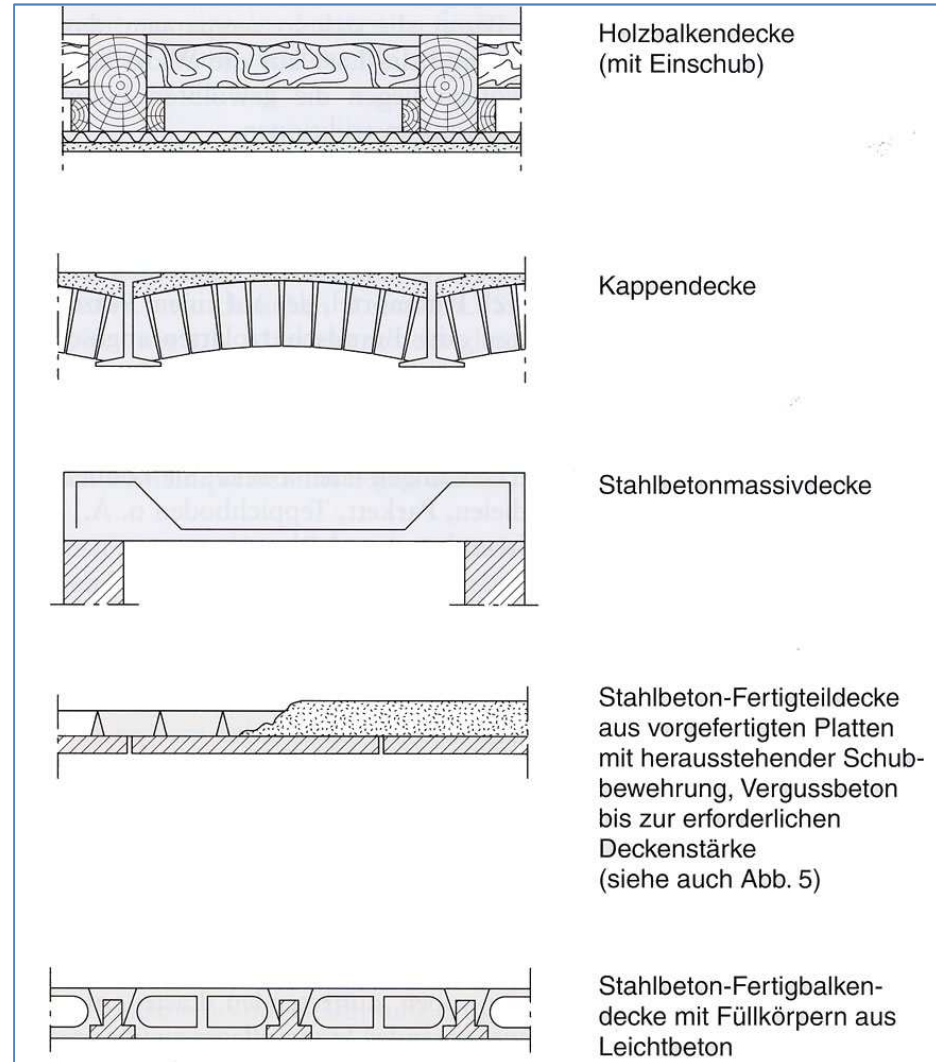 Holzbalkendecke
(mit Einschub)
Kappendecke
Stahlbetonmassivdecke
Stahlbeton-Fertigteildecke
aus vorgefertigten Platten
mit herausstehender Schub-
bewehrung, Vergussbeton
bis zur erforderlichen
Deckenstärke
(siehe auch Abb. 5)
Stahlbeton-Fertigbalken-
decke mit Füllkörpern aus
Leichtbeton